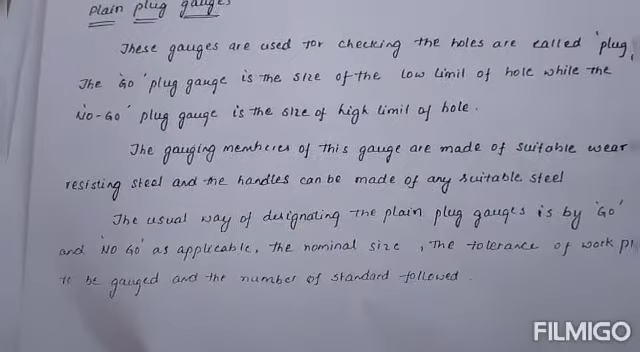 Plain plug gauges
These gauges are used for checking the holes are called 'plug,
The 'Go' plug gauge is the size of the low limit of hole while the
'NO-Go' plug gauge is the size of high limit of hole.
The gauging memberes of this gauge are made of suitable wear
resisting steel and the handles can be made of any suitable steel
The usual way of designating the plain plug gauges is by 'Go'
and 'NO Go' as applicable, the nominal size, the tolerance of work
to be gauged and the number of standard followed.
FILMIGO